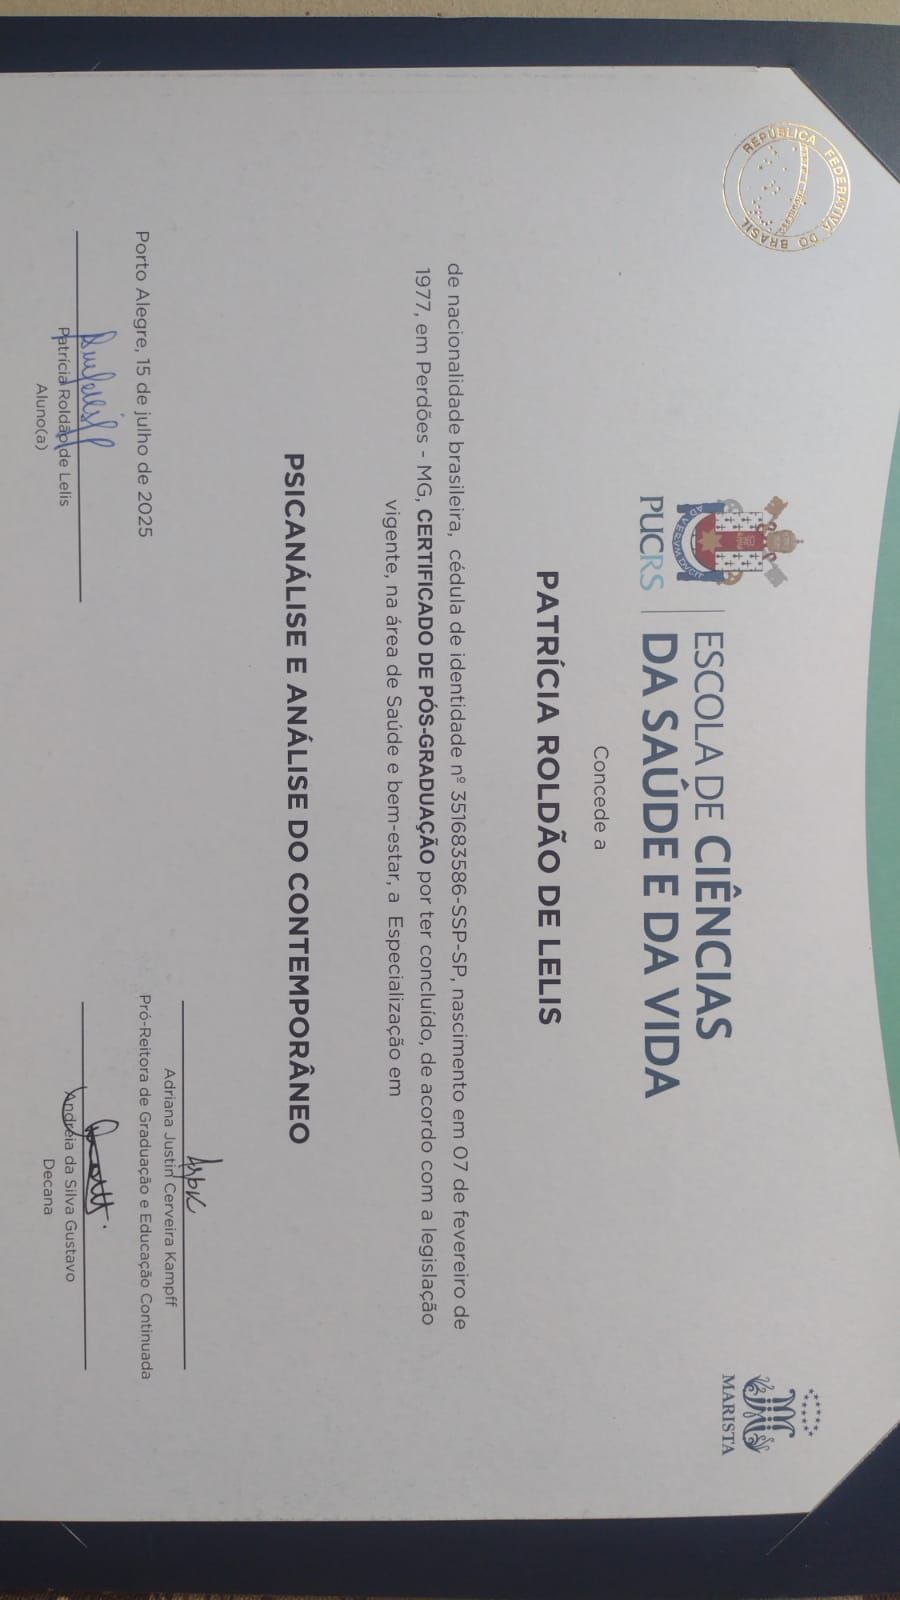 REPÚBLICA FEDERATIVA DO BRASIL
AD VERVM DVCIT
PUCRS
ESCOLA DE CIÊNCIAS
DA SAÚDE E DA VIDA
MARISTA
Concede a
PATRÍCIA ROLDÃO DE LELIS
de nacionalidade brasileira, cédula de identidade nº 351683586-SSP-SP, nascimento em 07 de fevereiro de
1977, em Perdões - MG, CERTIFICADO DE PÓS-GRADUAÇÃO por ter concluído, de acordo com a legislação
vigente, na área de Saúde e bem-estar, a Especialização em
PSICANÁLISE E ANÁLISE DO CONTEMPORÂNEO
Porto Alegre, 15 de julho de 2025
Patrícia Roldão de Lelis
Aluno(a)
Adriana Justin Cerveira Kampff
Pró-Reitora de Graduação e Educação Continuada
Andréia da Silva Gustavo
Decana